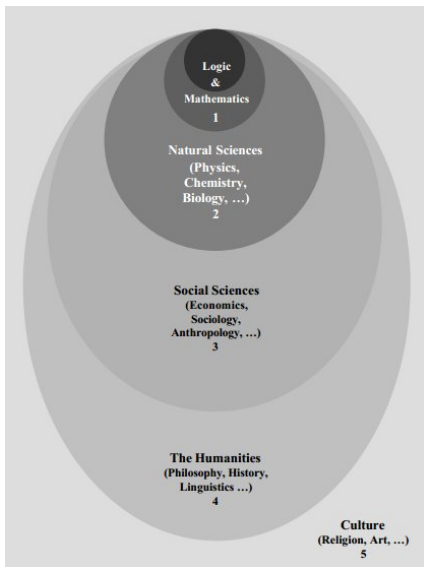 Logic
&
Mathematics
1
Natural Sciences
(Physics,
Chemistry,
Biology, …)
2
Social Sciences
(Economics,
Sociology,
Anthropology, …)
3
The Humanities
(Philosophy, History,
Linguistics …)
4
Culture
(Religion, Art, …)
5